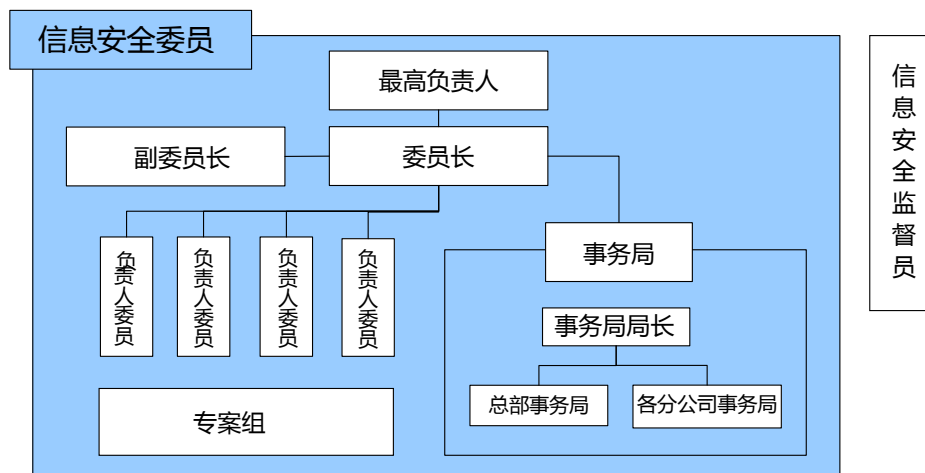 信息安全委员
最高负责人
副委员长
委员长
负责人委员
负责人委员
负责人委员
负责人委员
事务局
事务局局长
总部事务局
各分公司事务局
专案组
信息安全监督员